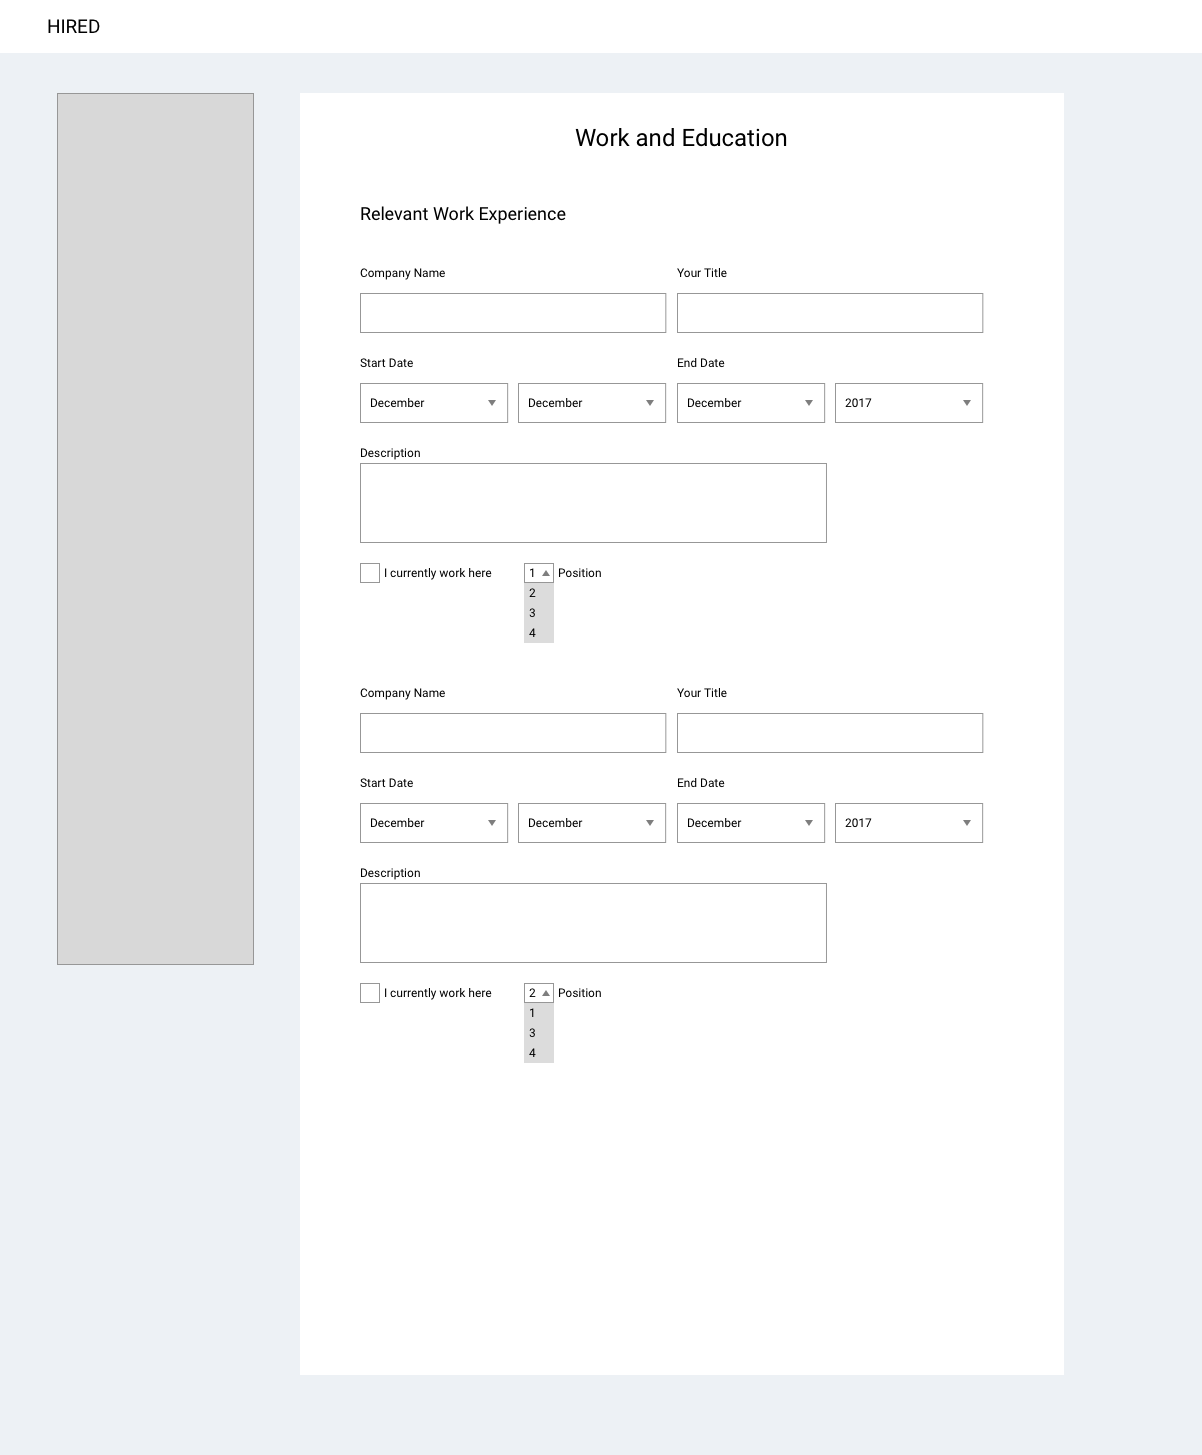 HIRED
Work and Education
Relevant Work Experience
Company Name Your Title
Start Date End Date
December December December 2017
Description
I currently work here 1 Position
2
3
4
Company Name Your Title
Start Date End Date
December December December 2017
Description
I currently work here 2 Position
1
3
4